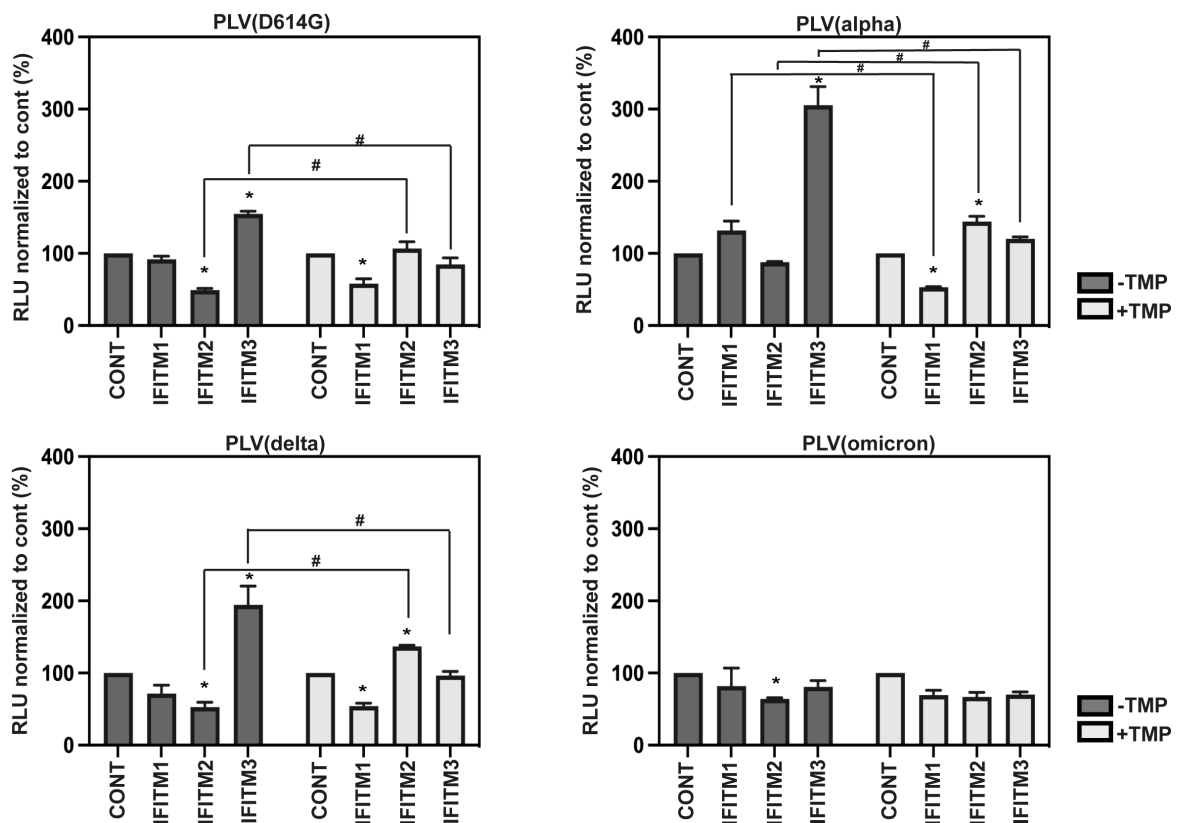 PLV(D614G)
RLU normalized to cont (%)
400
300
200
100
0
#
#
*
*
*
CONT
IFITM1
IFITM2
IFITM3
CONT
IFITM1
IFITM2
IFITM3
PLV(alpha)
RLU normalized to cont (%)
400
300
200
100
0
#
#
#
*
*
*
CONT
IFITM1
IFITM2
IFITM3
CONT
IFITM1
IFITM2
IFITM3
-TMP
+TMP
PLV(delta)
RLU normalized to cont (%)
400
300
200
100
0
#
#
*
*
*
*
CONT
IFITM1
IFITM2
IFITM3
CONT
IFITM1
IFITM2
IFITM3
PLV(omicron)
RLU normalized to cont (%)
400
300
200
100
0
*
CONT
IFITM1
IFITM2
IFITM3
CONT
IFITM1
IFITM2
IFITM3
-TMP
+TMP